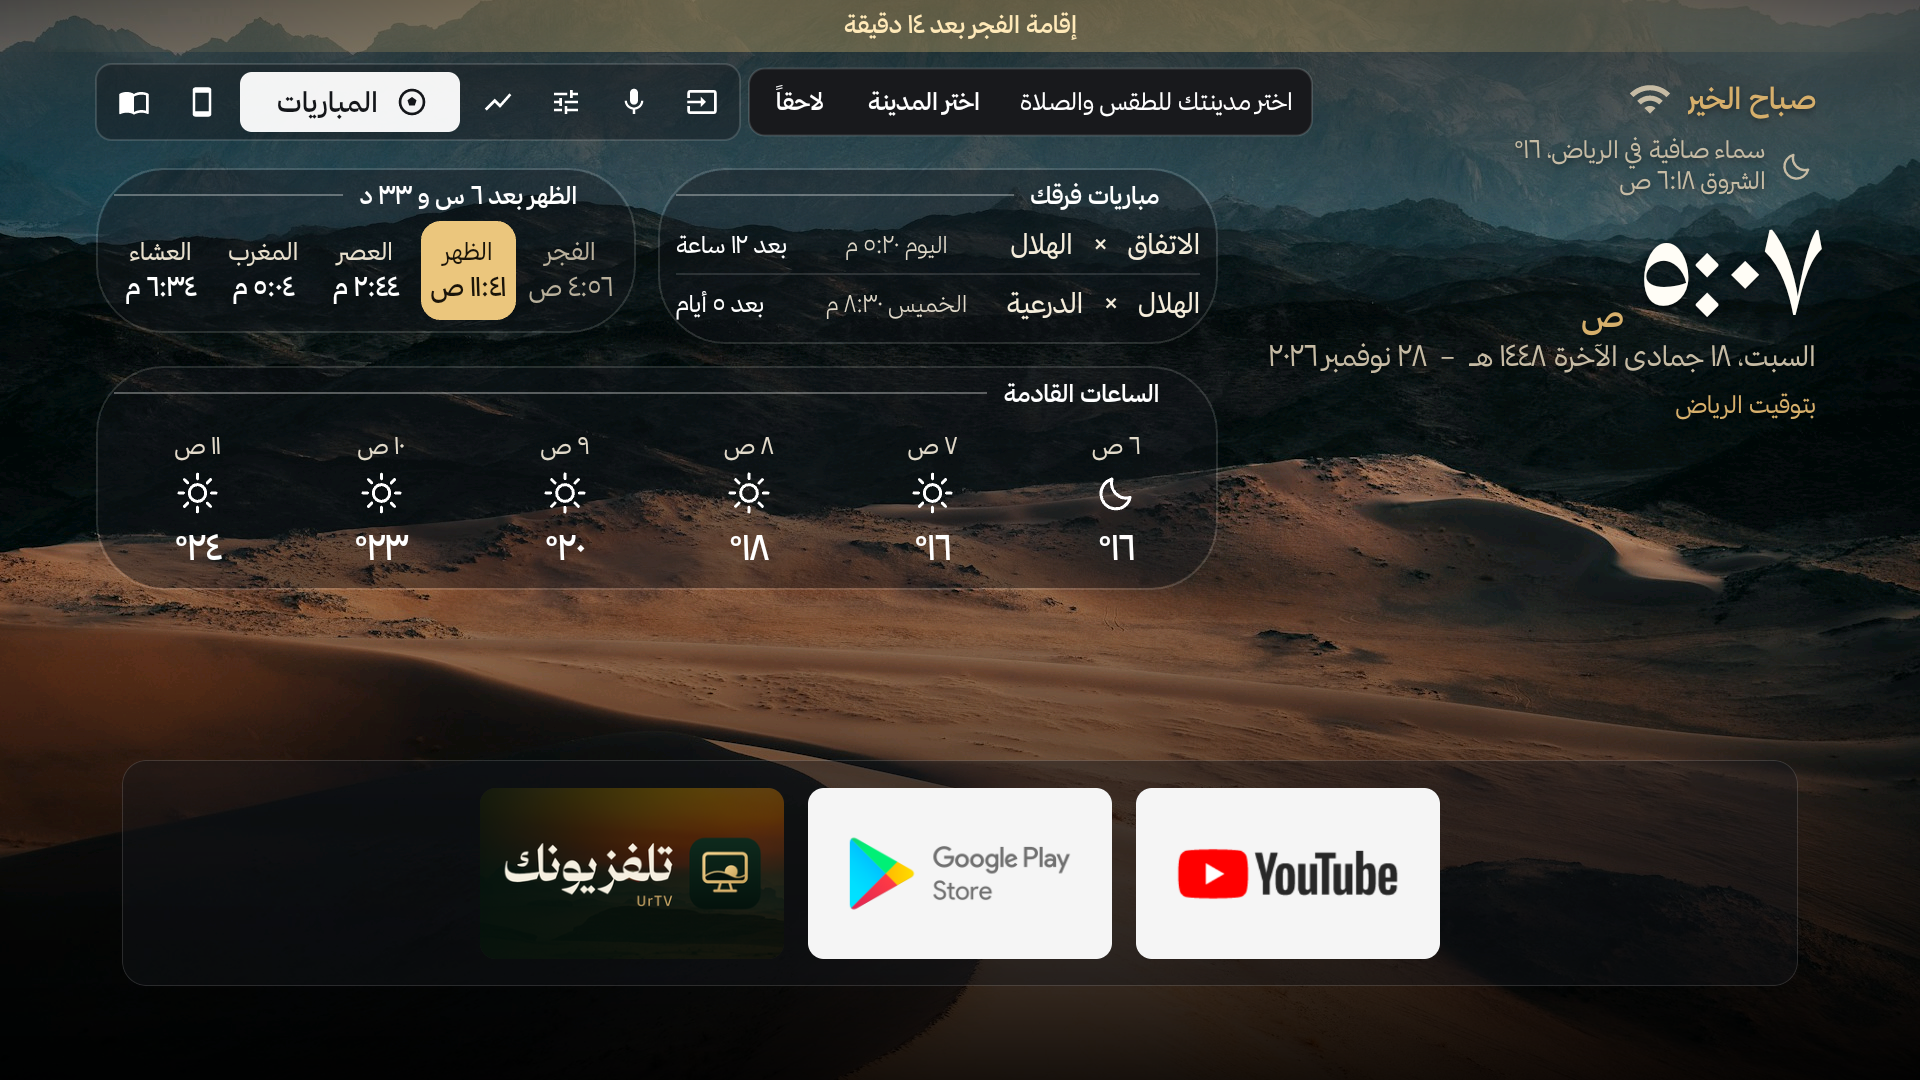 إقامة الفجر بعد ١٤ دقيقة
صباح الخير
سماء صافية في الرياض، ١٦°
الشروق ٦:١٨ ص
٥:٠٧ ص
السبت، ١٨ جمادى الآخرة ١٤٤٨ هـ – ٢٨ نوفمبر ٢٠٢٦
بتوقيت الرياض
اختر مدينتك للطقس والصلاة اختر المدينة لاحقاً
المباريات
مباريات فرقك
الاتفاق × الهلال اليوم ٥:٢٠ م بعد ١٢ ساعة
الهلال × الدرعية الخميس ٨:٣٠ م بعد ٥ أيام
الظهر بعد ٦ س و ٣٣ د
الفجر الظهر العصر المغرب العشاء
٤:٥٦ ص ١١:٤١ ص ٢:٤٤ م ٥:٠٤ م ٦:٣٤ م
الساعات القادمة
٦ ص ٧ ص ٨ ص ٩ ص ١٠ ص ١١ ص
١٦° ١٦° ١٨° ٢٠° ٢٣° ٢٤°
YouTube
Google Play
Store
تلفزيونك
UrTV